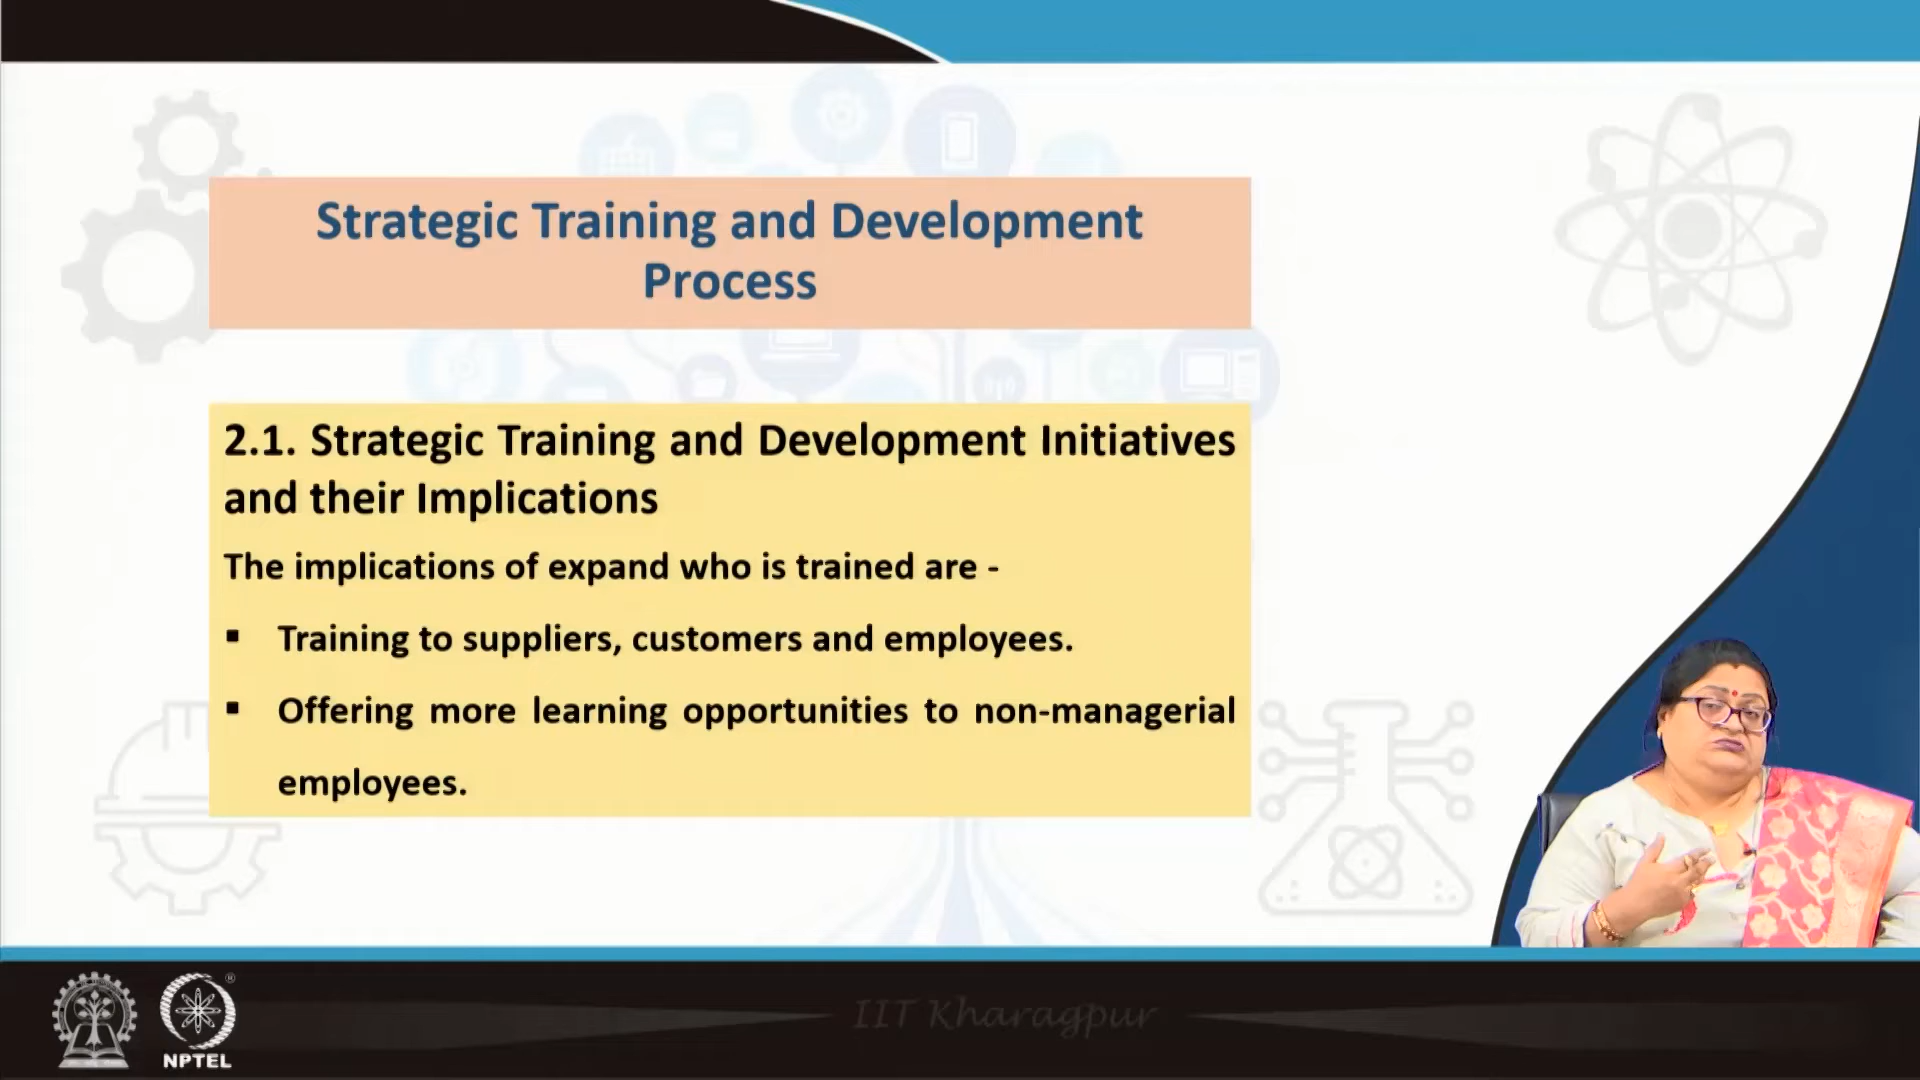 Strategic Training and Development
Process
2.1. Strategic Training and Development Initiatives
and their Implications
The implications of expand who is trained are -
▪ Training to suppliers, customers and employees.
▪ Offering more learning opportunities to non-managerial
employees.
IIT Kharagpur
®
NPTEL